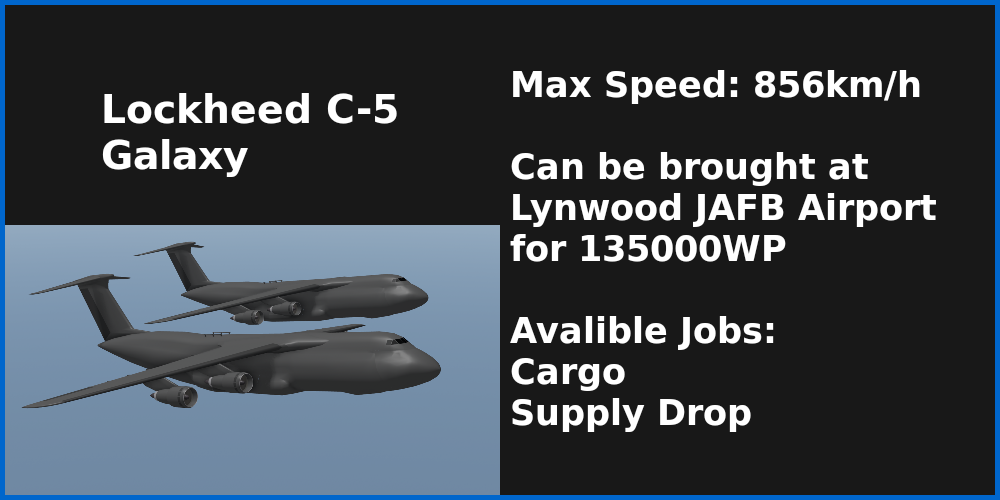 Lockheed C-5
Galaxy
Max Speed: 856km/h
Can be brought at
Lynwood JAFB Airport
for 135000WP
Avalible Jobs:
Cargo
Supply Drop